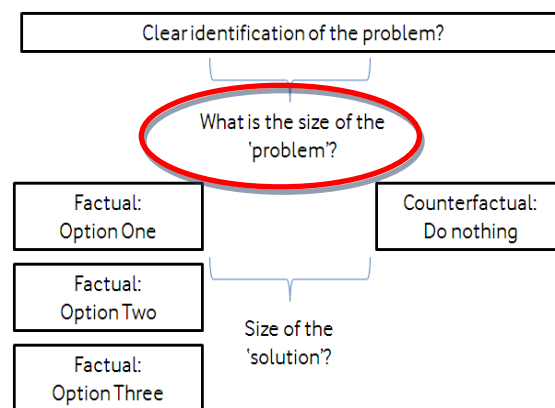 Clear identification of the problem?
What is the size of the
'problem'?
Factual:
Option One
Counterfactual:
Do nothing
Factual:
Option Two
Size of the
'solution'?
Factual:
Option Three